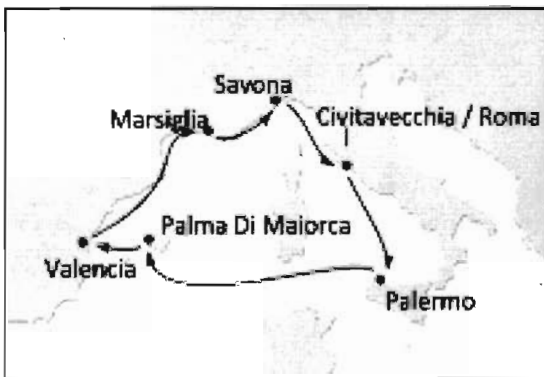 Savona
Marsiglia
Civitavecchia / Roma
Palma Di Maiorca
Valencia
Palermo